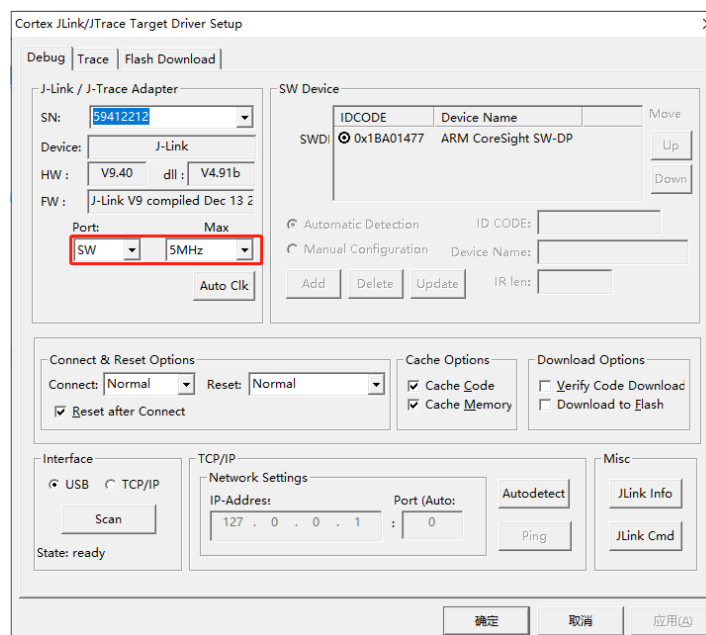 Cortex JLink/JTrace Target Driver Setup
Debug Trace Flash Download
J-Link / J-Trace Adapter
SN: 59412212
Device: J-Link
HW : V9.40 dll : V4.91b
FW : J-Link V9 compiled Dec 13 2
Port: Max
SW 5MHz
Auto Clk
SW Device
IDCODE Device Name Move
SWDI 0x1BA01477 ARM CoreSight SW-DP
Up
Down
Automatic Detection ID CODE:
Manual Configuration Device Name:
Add Delete Update IR len:
Connect & Reset Options
Connect: Normal Reset: Normal
Reset after Connect
Cache Options
Cache Code
Cache Memory
Download Options
Verify Code Download
Download to Flash
Interface
USB TCP/IP
Scan
State: ready
TCP/IP
Network Settings
IP-Address Port (Auto:
127 . 0 . 0 . 1 : 0
Autodetect
Ping
Misc
JLink Info
JLink Cmd
确定 取消 应用(A)